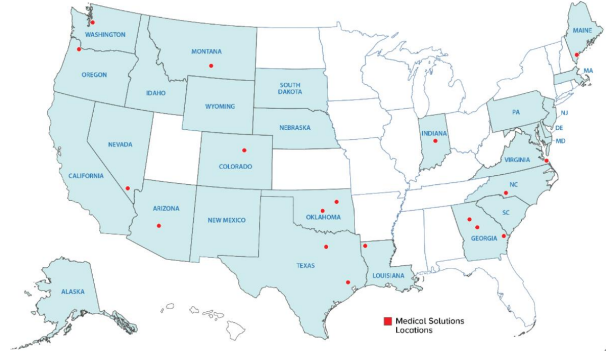 WASHINGTON
MAINE
MONTANA
OREGON
IDAHO
SOUTH
DAKOTA
MA
WYOMING
NEBRASKA
PA
NJ
DE
MD
INDIANA
NEVADA
COLORADO
VIRGINIA
CALIFORNIA
NC
ARIZONA
NEW MEXICO
OKLAHOMA
SC
GEORGIA
TEXAS
LOUISIANA
ALASKA
Medical Solutions
Locations